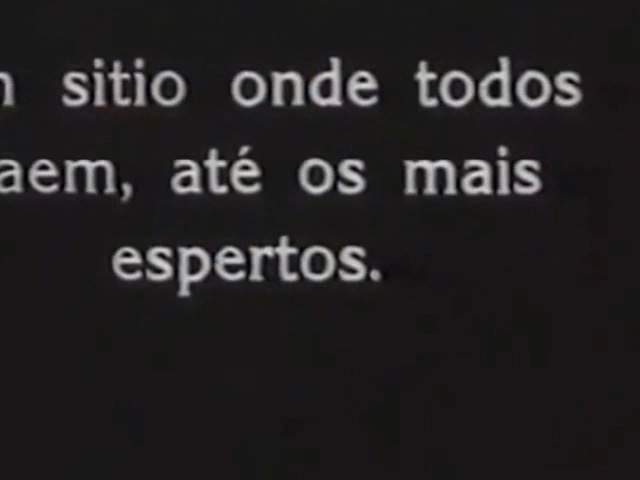 sitio onde todos
aem, até os mais
espertos.